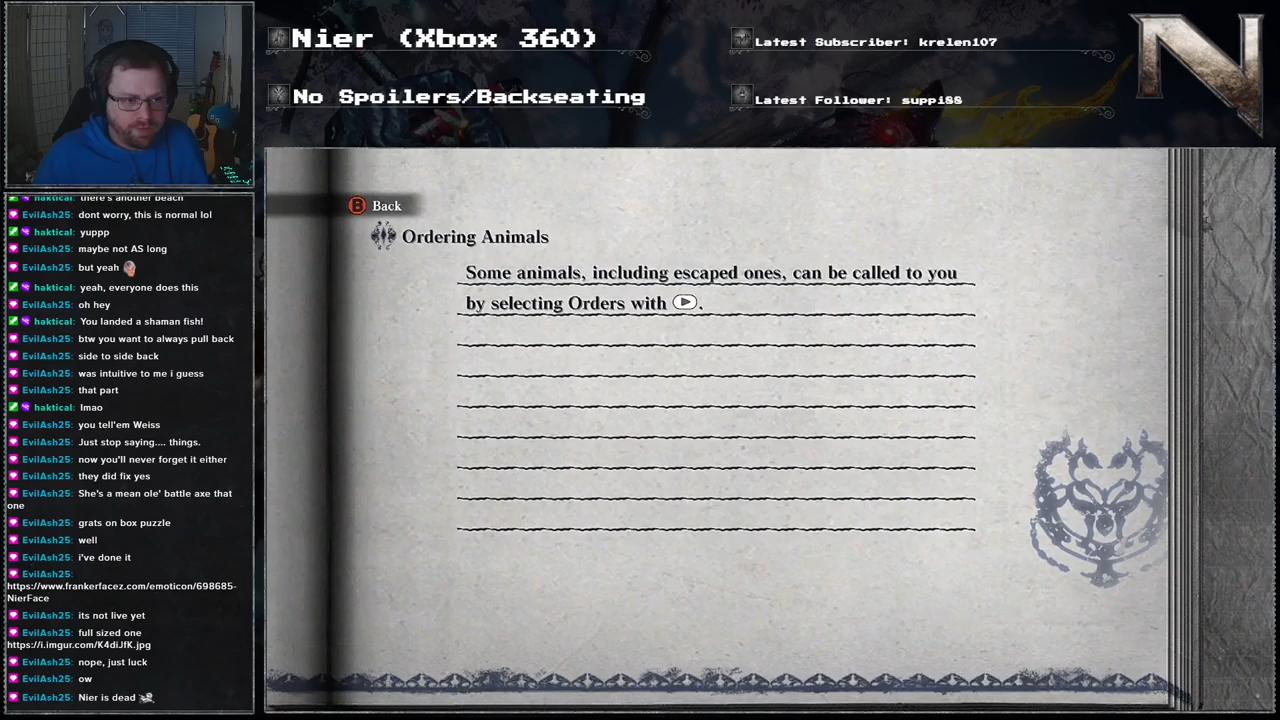 Nier (Xbox 360)
No Spoilers/Backseating
Latest Subscriber: krelen107
Latest Follower: suppi88
N
B Back
Ordering Animals
Some animals, including escaped ones, can be called to you
by selecting Orders with .
haktical: there's another beach
EvilAsh25: dont worry, this is normal lol
haktical: yuppp
EvilAsh25: maybe not AS long
EvilAsh25: but yeah
haktical: yeah, everyone does this
EvilAsh25: oh hey
haktical: You landed a shaman fish!
EvilAsh25: btw you want to always pull back
EvilAsh25: side to side back
EvilAsh25: was intuitive to me i guess
EvilAsh25: that part
haktical: lmao
EvilAsh25: you tell'em Weiss
EvilAsh25: Just stop saying.... things.
EvilAsh25: now you'll never forget it either
EvilAsh25: they did fix yes
EvilAsh25: She's a mean ole' battle axe that
one
EvilAsh25: grats on box puzzle
EvilAsh25: well
EvilAsh25: i've done it
EvilAsh25:
https://www.frankerfacez.com/emoticon/698685-
NierFace
EvilAsh25: its not live yet
EvilAsh25: full sized one
https://i.imgur.com/K4diJfK.jpg
EvilAsh25: nope, just luck
EvilAsh25: ow
EvilAsh25: Nier is dead